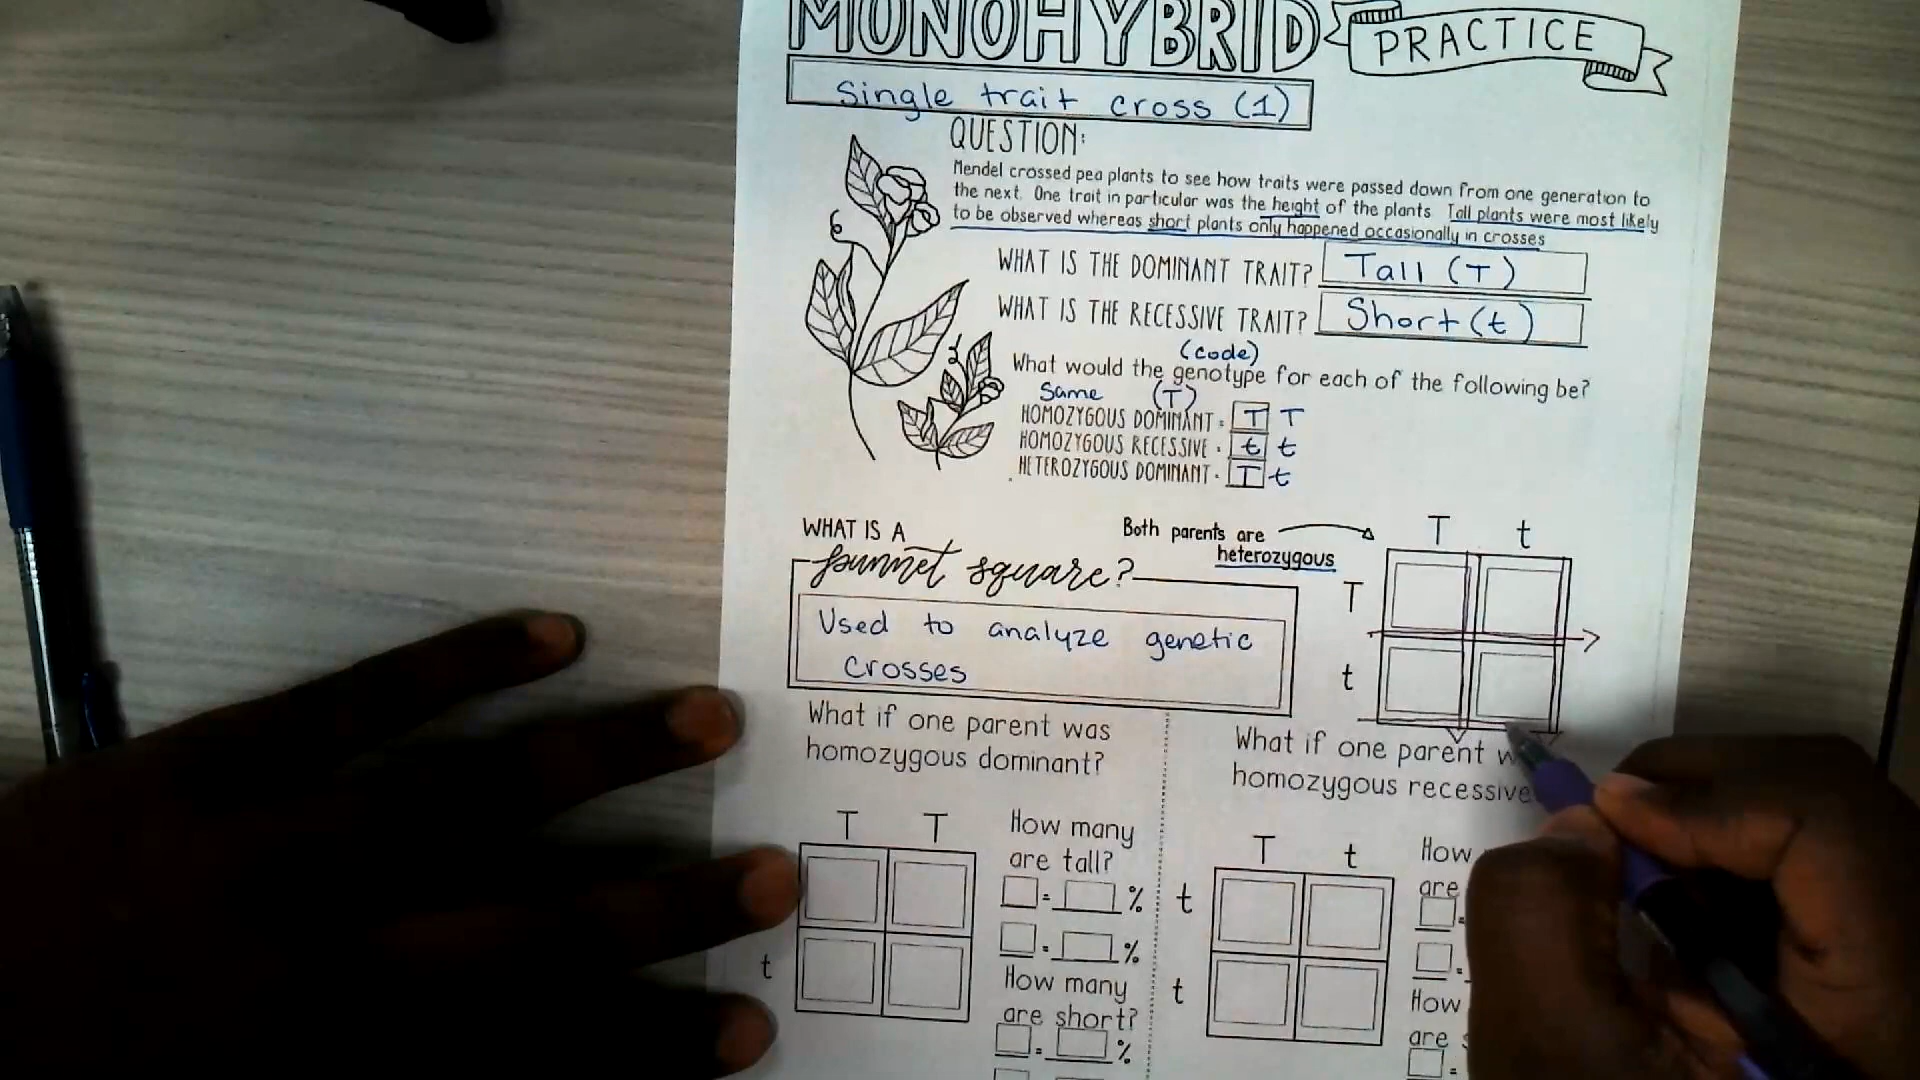 MONOHYBRID PRACTICE
Single trait cross (1)
QUESTION:
Mendel crossed pea plants to see how traits were passed down from one generation to
the next. One trait in particular was the height of the plants. Tall plants were most likely
to be observed whereas short plants only happened occasionally in crosses
WHAT IS THE DOMINANT TRAIT? Tall (T)
WHAT IS THE RECESSIVE TRAIT? Short (t)
(code)
What would the genotype for each of the following be?
Same (T)
HOMOZYGOUS DOMINANT = T T
HOMOZYGOUS RECESSIVE = t t
HETEROZYGOUS DOMINANT = T t
WHAT IS A
punnet square?
Used to analyze genetic
crosses
Both parents are
heterozygous
T t
T
t
What if one parent was
homozygous dominant?
T T
t
How many
are tall?
= %
= %
How many
are short?
= %
What if one parent
homozygous recessive
T t
t
t
How
are
=
=
How
are
=